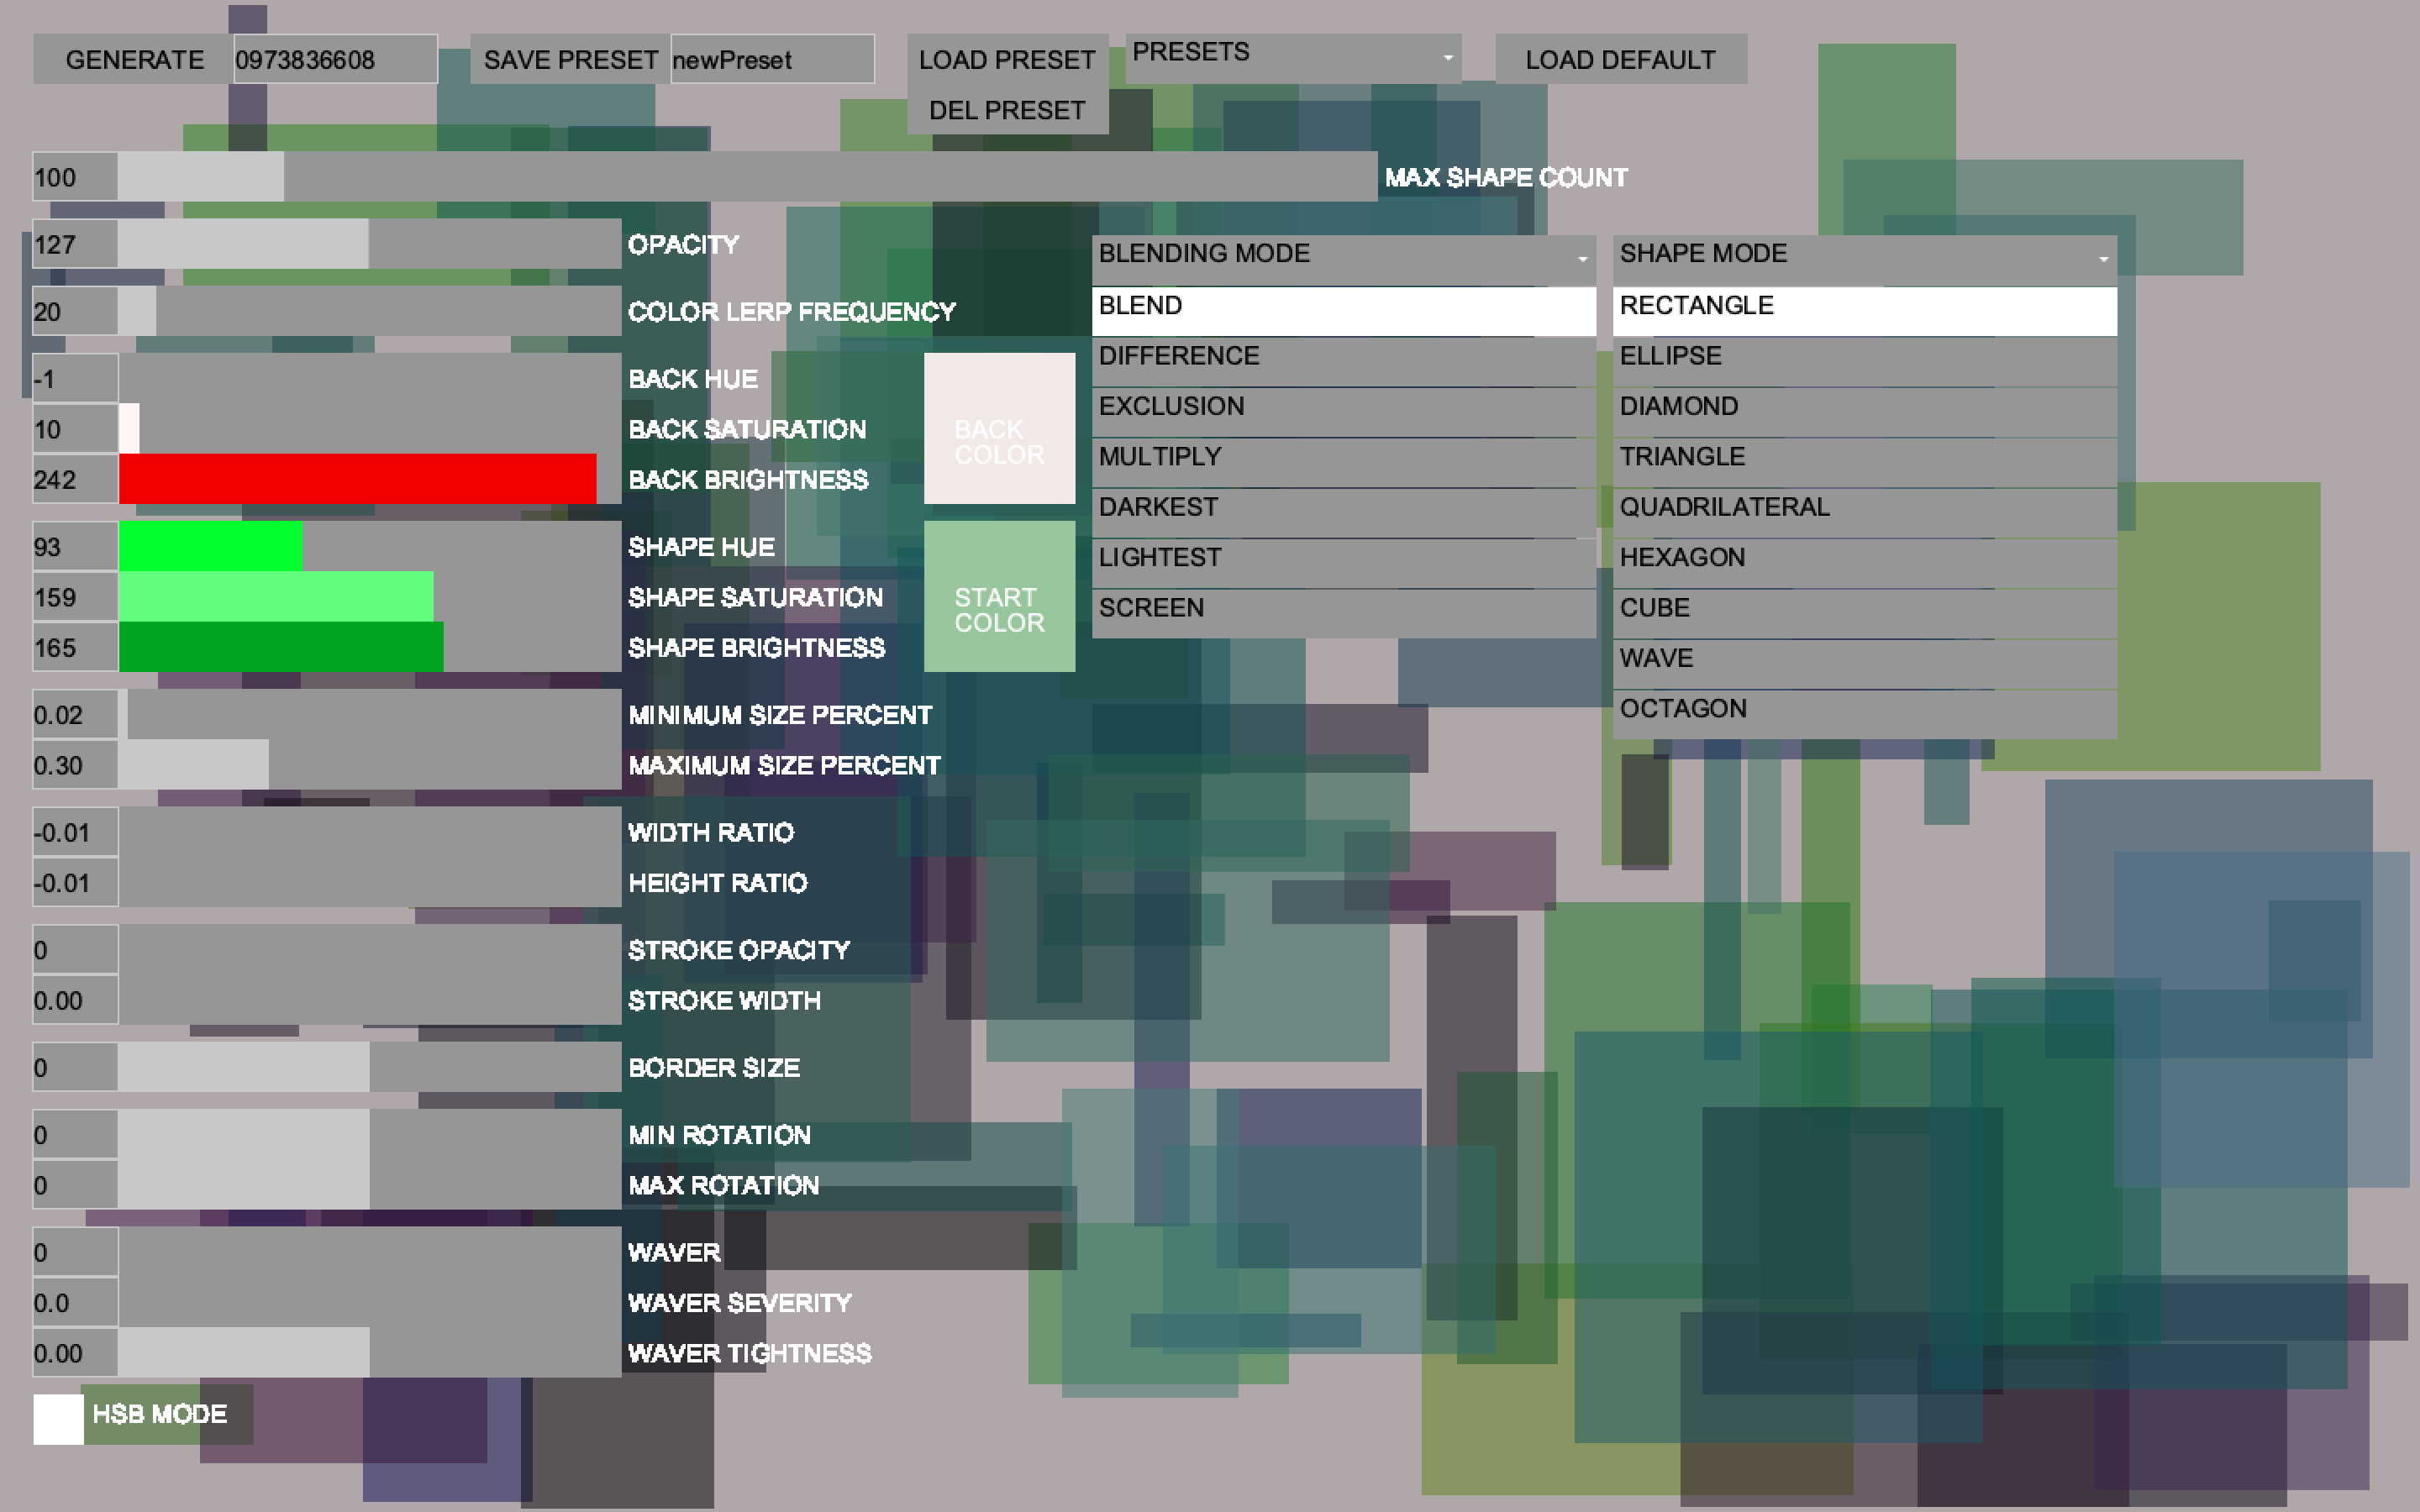 GENERATE 0973836608 SAVE PRESET newPreset LOAD PRESET PRESETS LOAD DEFAULT
DEL PRESET
100 MAX SHAPE COUNT
127 OPACITY
20 COLOR LERP FREQUENCY
-1 BACK HUE
10 BACK SATURATION
242 BACK BRIGHTNESS
BACK
COLOR
93 SHAPE HUE
159 SHAPE SATURATION
165 SHAPE BRIGHTNESS
START
COLOR
0.02 MINIMUM SIZE PERCENT
0.30 MAXIMUM SIZE PERCENT
-0.01 WIDTH RATIO
-0.01 HEIGHT RATIO
0 STROKE OPACITY
0.00 STROKE WIDTH
0 BORDER SIZE
0 MIN ROTATION
0 MAX ROTATION
0 WAVER
0.0 WAVER SEVERITY
0.00 WAVER TIGHTNESS
HSB MODE
BLENDING MODE
BLEND
DIFFERENCE
EXCLUSION
MULTIPLY
DARKEST
LIGHTEST
SCREEN
SHAPE MODE
RECTANGLE
ELLIPSE
DIAMOND
TRIANGLE
QUADRILATERAL
HEXAGON
CUBE
WAVE
OCTAGON